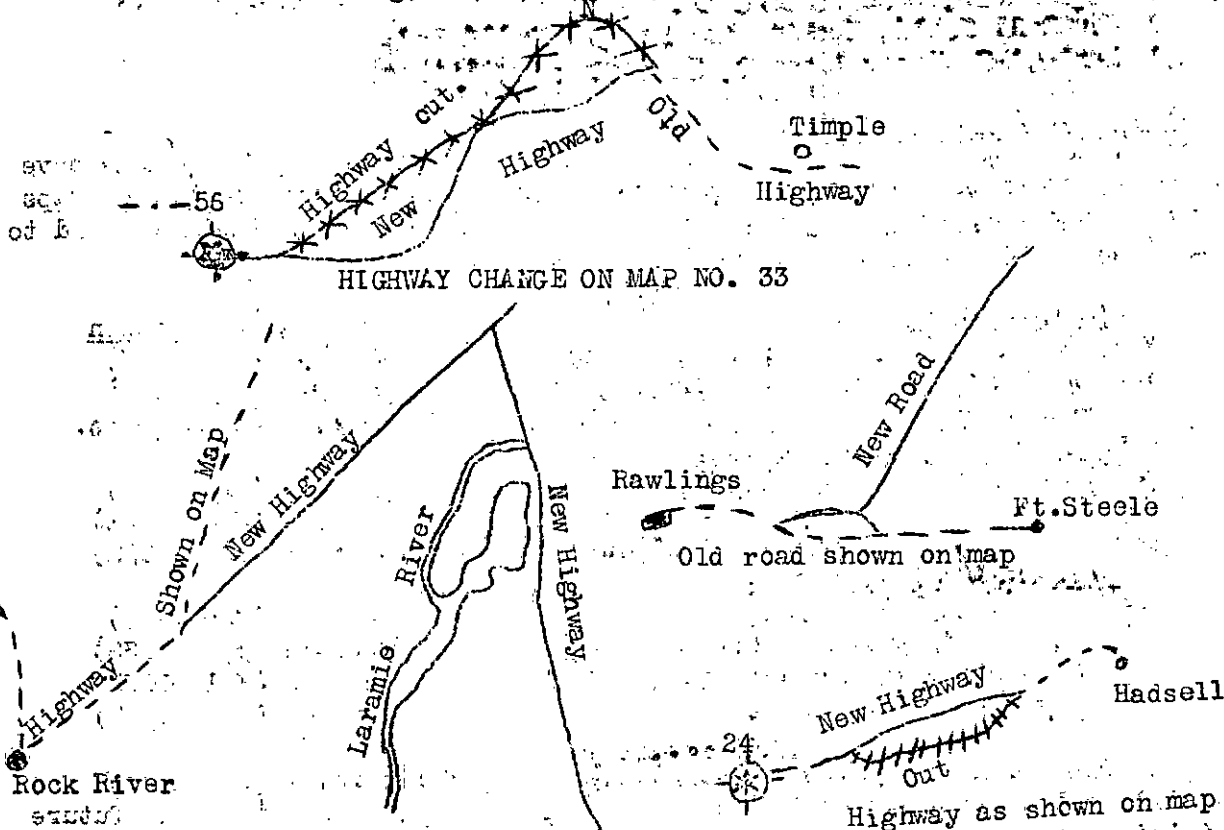 N
Highway cut.
Old
Timple
Highway
New Highway
56
HIGHWAY CHANGE ON MAP NO. 33
Shown on Map
New Highway
Highway
Rock River
Laramie River
New Highway
New Road
Rawlings
Ft.Steele
Old road shown on map
New Highway
Hadsell
24
Out
Highway as shown on map